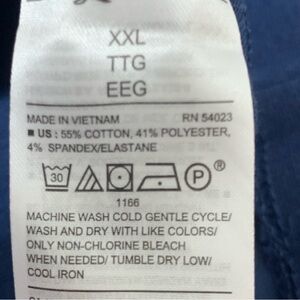 XXL
TTG
EEG
MADE IN VIETNAM RN 54023
■ US : 55% COTTON, 41% POLYESTER,
4% SPANDEX/ELASTANE
30 P®
1166
MACHINE WASH COLD GENTLE CYCLE/
WASH AND DRY WITH LIKE COLORS/
ONLY NON-CHLORINE BLEACH
WHEN NEEDED/ TUMBLE DRY LOW/
COOL IRON